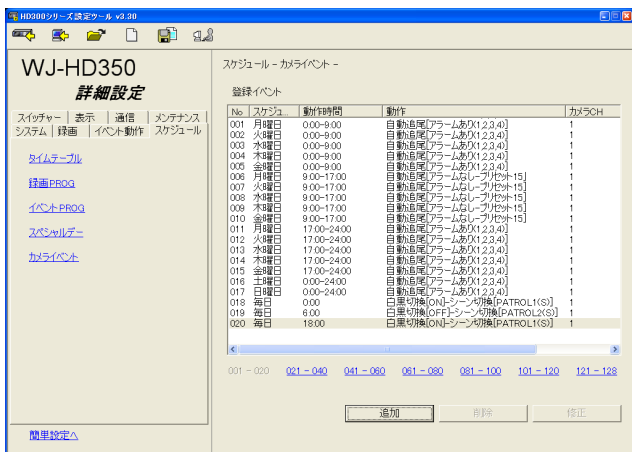 HD300シリーズ設定ツール v3.30
WJ-HD350
詳細設定
スイッチャー 表示 通信 メンテナンス
システム 録画 イベント動作 スケジュール
タイムテーブル
録画PROG
イベントPROG
スペシャルデー
カメライベント
簡単設定へ
スケジュール - カメライベント -
登録イベント
No スケジュ... 動作時間 動作 カメラCH
001 月曜日 0:00-9:00 自動追尾[アラームあり(1,2,3,4)] 1
002 火曜日 0:00-9:00 自動追尾[アラームあり(1,2,3,4)] 1
003 水曜日 0:00-9:00 自動追尾[アラームあり(1,2,3,4)] 1
004 木曜日 0:00-9:00 自動追尾[アラームあり(1,2,3,4)] 1
005 金曜日 0:00-9:00 自動追尾[アラームあり(1,2,3,4)] 1
006 月曜日 9:00-17:00 自動追尾[アラームなし-プリセット15] 1
007 火曜日 9:00-17:00 自動追尾[アラームなし-プリセット15] 1
008 水曜日 9:00-17:00 自動追尾[アラームなし-プリセット15] 1
009 木曜日 9:00-17:00 自動追尾[アラームなし-プリセット15] 1
010 金曜日 9:00-17:00 自動追尾[アラームなし-プリセット15] 1
011 月曜日 17:00-24:00 自動追尾[アラームあり(1,2,3,4)] 1
012 火曜日 17:00-24:00 自動追尾[アラームあり(1,2,3,4)] 1
013 水曜日 17:00-24:00 自動追尾[アラームあり(1,2,3,4)] 1
014 木曜日 17:00-24:00 自動追尾[アラームあり(1,2,3,4)] 1
015 金曜日 17:00-24:00 自動追尾[アラームあり(1,2,3,4)] 1
016 土曜日 0:00-24:00 自動追尾[アラームあり(1,2,3,4)] 1
017 日曜日 0:00-24:00 自動追尾[アラームあり(1,2,3,4)] 1
018 毎日 0:00 白黒切換[ON]-シーン切換[PATROL1(S)] 1
019 毎日 6:00 白黒切換[OFF]-シーン切換[PATROL2(S)] 1
020 毎日 18:00 白黒切換[ON]-シーン切換[PATROL1(S)] 1
001 - 020 021 - 040 041 - 060 061 - 080 081 - 100 101 - 120 121 - 128
追加 削除 修正